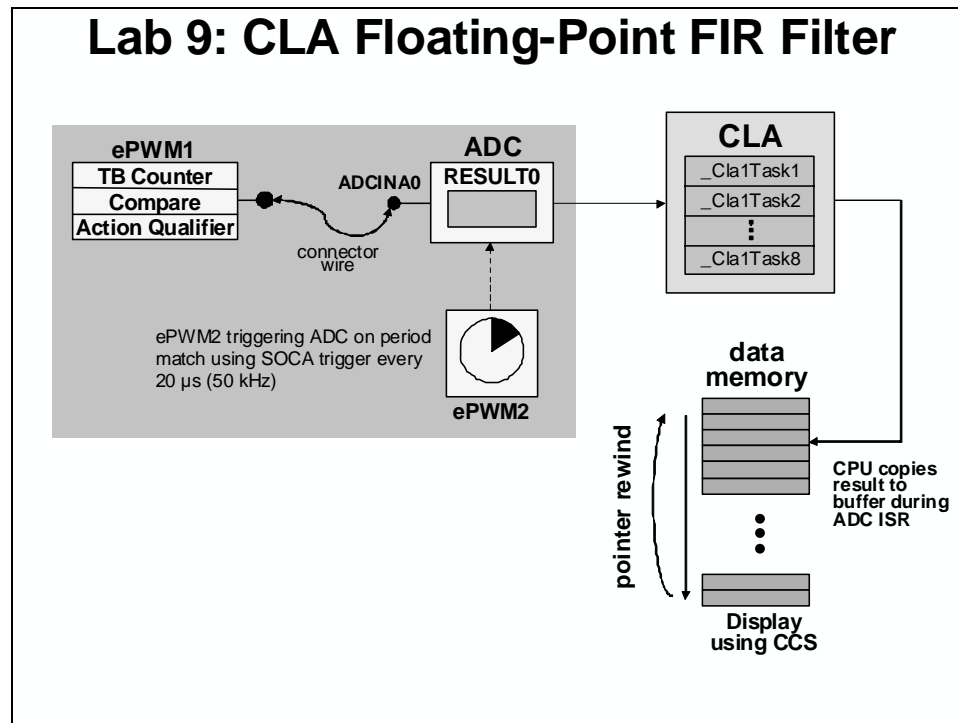 Lab 9: CLA Floating-Point FIR Filter
ePWM1
TB Counter
Compare
Action Qualifier
connector
wire
ADCINA0
ADC
RESULT0
ePWM2 triggering ADC on period
match using SOCA trigger every
20 µs (50 kHz)
ePWM2
CLA
_Cla1Task1
_Cla1Task2
_Cla1Task8
data
memory
pointer rewind
CPU copies
result to
buffer during
ADC ISR
Display
using CCS